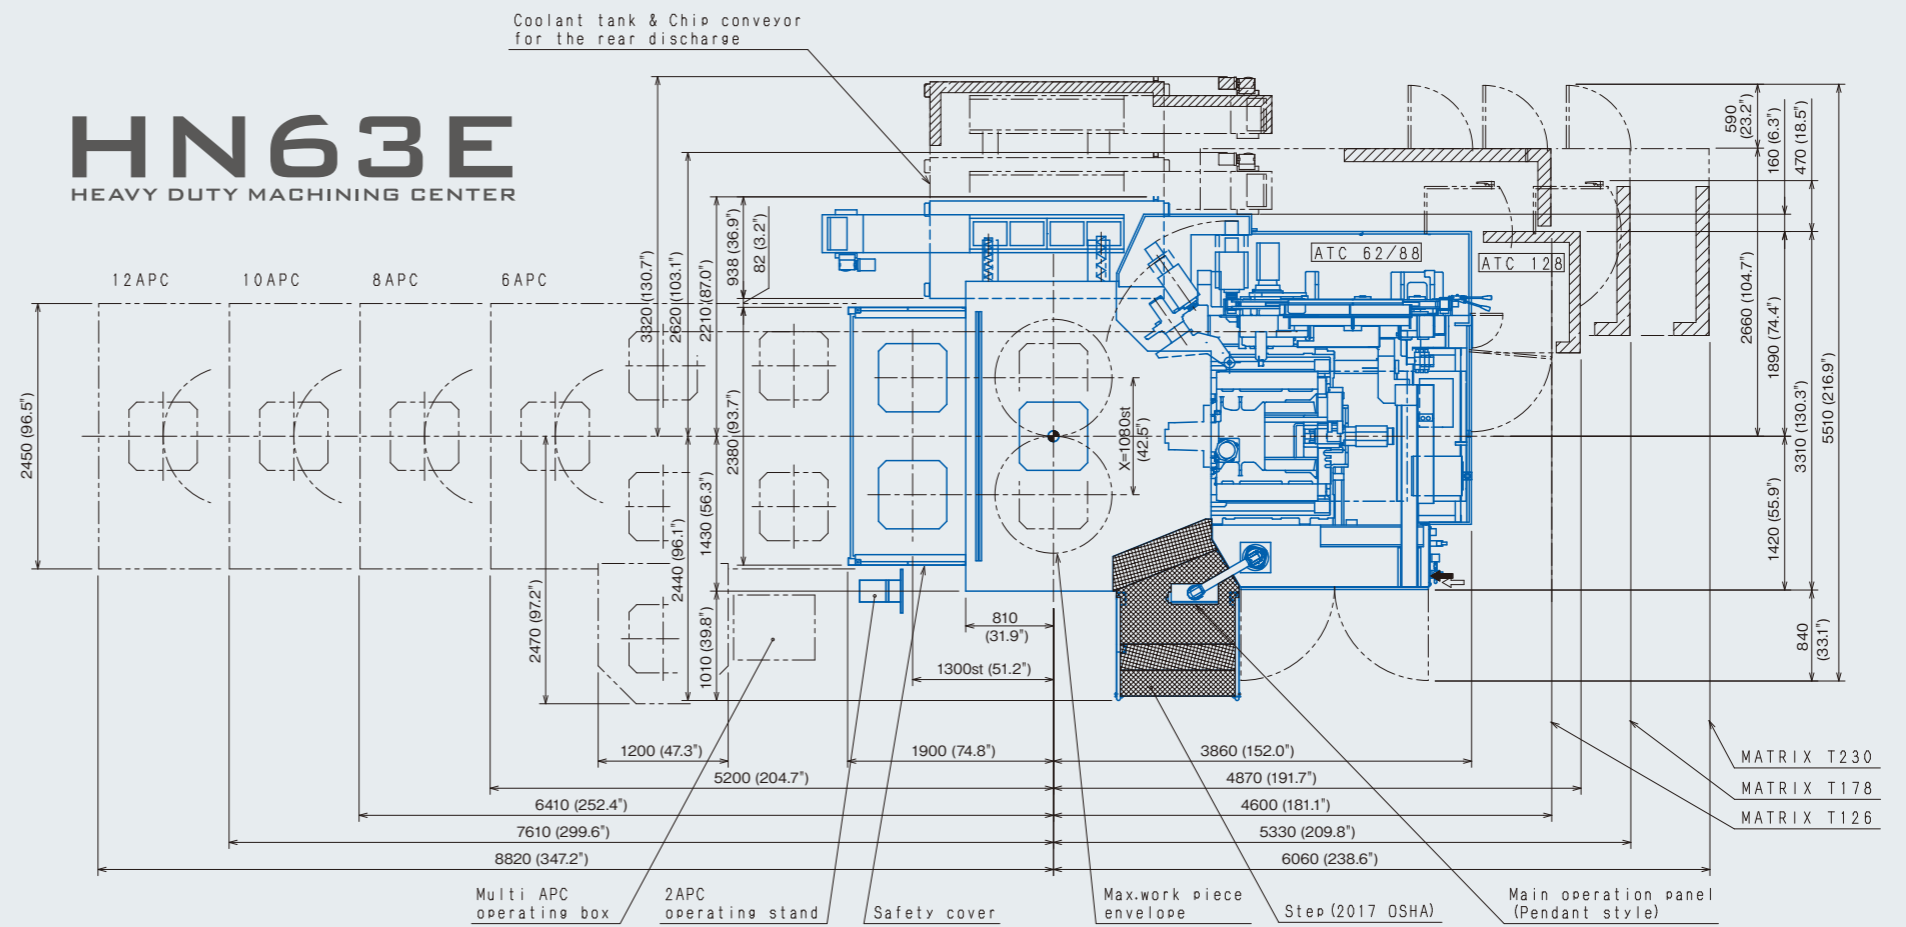 Coolant tank & Chip conveyor
for the rear discharge
HN63E
HEAVY DUTY MACHINING CENTER
12APC
10APC
8APC
6APC
ATC 62/88
ATC 128
2450 (96.5")
3320 (130.7")
2620 (103.1")
2210 (87.0")
938 (36.9")
82 (3.2")
2380 (93.7")
1430 (56.3")
2440 (96.1")
2470 (97.2")
1010 (39.8")
X=1080st
(42.5")
590
(23.2")
160 (6.3")
470 (18.5")
2660 (104.7")
1890 (74.4")
3310 (130.3")
5510 (216.9")
1420 (55.9")
840
(33.1")
810
(31.9")
1300st (51.2")
1200 (47.3")
1900 (74.8")
3860 (152.0")
5200 (204.7")
4870 (191.7")
6410 (252.4")
4600 (181.1")
7610 (299.6")
5330 (209.8")
8820 (347.2")
6060 (238.6")
MATRIX T230
MATRIX T178
MATRIX T126
Multi APC
operating box
2APC
operating stand
Safety cover
Max.work piece
envelope
Step(2017 OSHA)
Main operation panel
(Pendant style)